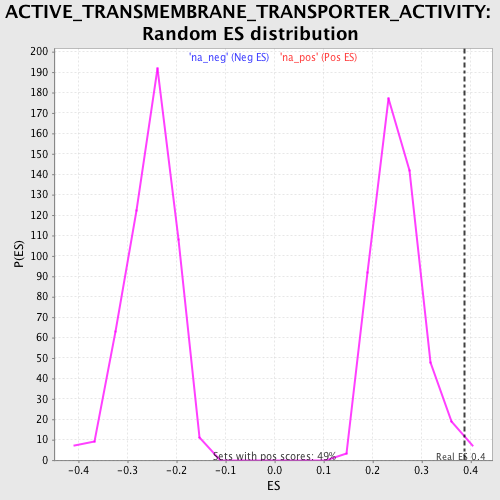 ACTIVE_TRANSMEMBRANE_TRANSPORTER_ACTIVITY:
Random ES distribution
'na_neg' (Neg ES) 'na_pos' (Pos ES)
200
190
180
170
160
150
140
130
120
110
100
90
80
70
60
50
40
30
20
10
0
P(ES)
Sets with pos scores: 49%
Real ES 0.4
-0.4 -0.3 -0.2 -0.1 0.0 0.1 0.2 0.3 0.4
ES